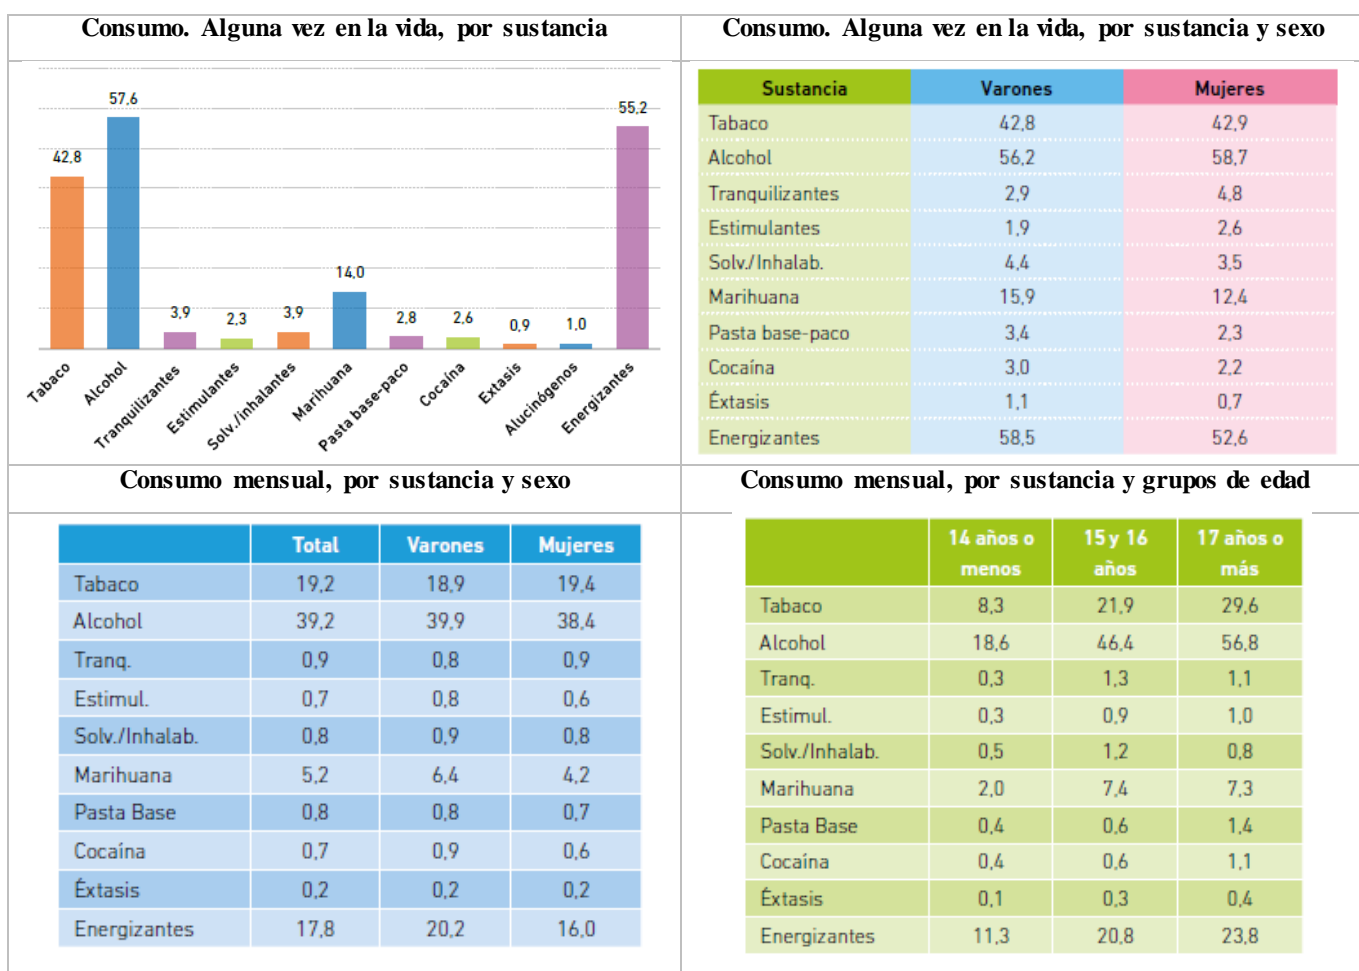 Consumo. Alguna vez en la vida, por sustancia
57,6
55,2
42,8
14,0
3,9
2,3
3,9
2,8
2,6
0,9
1,0
Tabaco
Alcohol
Tranquilizantes
Estimulantes
Solv./inhalantes
Marihuana
Pasta base-paco
Cocaína
Extasis
Alucinógenos
Energizantes
Consumo. Alguna vez en la vida, por sustancia y sexo
Sustancia Varones Mujeres
Tabaco 42,8 42,9
Alcohol 56,2 58,7
Tranquilizantes 2,9 4,8
Estimulantes 1,9 2,6
Solv./Inhalab. 4,4 3,5
Marihuana 15,9 12,4
Pasta base-paco 3,4 2,3
Cocaína 3,0 2,2
Éxtasis 1,1 0,7
Energizantes 58,5 52,6
Consumo mensual, por sustancia y sexo
Total Varones Mujeres
Tabaco 19,2 18,9 19,4
Alcohol 39,2 39,9 38,4
Tranq. 0,9 0,8 0,9
Estimul. 0,7 0,8 0,6
Solv./Inhalab. 0,8 0,9 0,8
Marihuana 5,2 6,4 4,2
Pasta Base 0,8 0,8 0,7
Cocaína 0,7 0,9 0,6
Éxtasis 0,2 0,2 0,2
Energizantes 17,8 20,2 16,0
Consumo mensual, por sustancia y grupos de edad
14 años o 15 y 16 17 años o
menos años más
Tabaco 8,3 21,9 29,6
Alcohol 18,6 46,4 56,8
Tranq. 0,3 1,3 1,1
Estimul. 0,3 0,9 1,0
Solv./Inhalab. 0,5 1,2 0,8
Marihuana 2,0 7,4 7,3
Pasta Base 0,4 0,6 1,4
Cocaína 0,4 0,6 1,1
Éxtasis 0,1 0,3 0,4
Energizantes 11,3 20,8 23,8